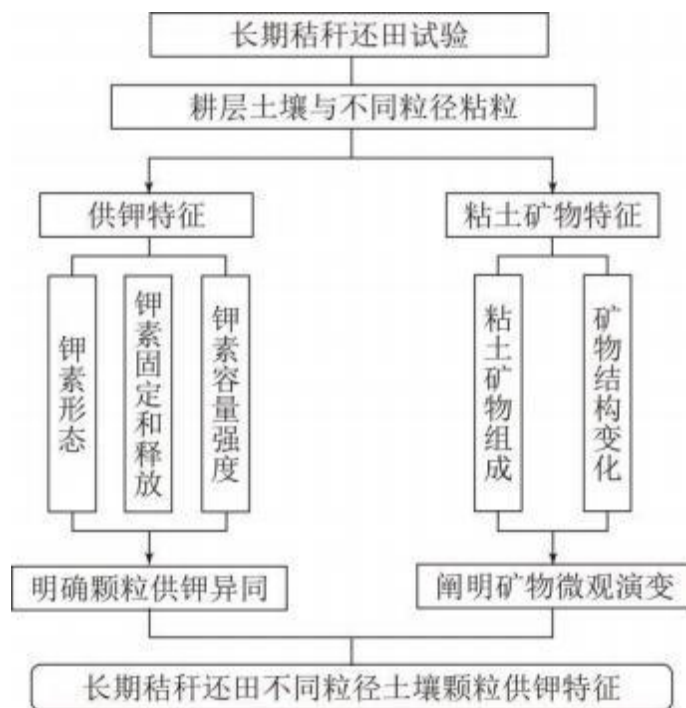 长期秸秆还田试验
耕层土壤与不同粒径粘粒
供钾特征
粘土矿物特征
钾素形态
钾素固定和释放
钾素容量强度
粘土矿物组成
矿物结构变化
明确颗粒供钾异同
阐明矿物微观演变
长期秸秆还田不同粒径土壤颗粒供钾特征